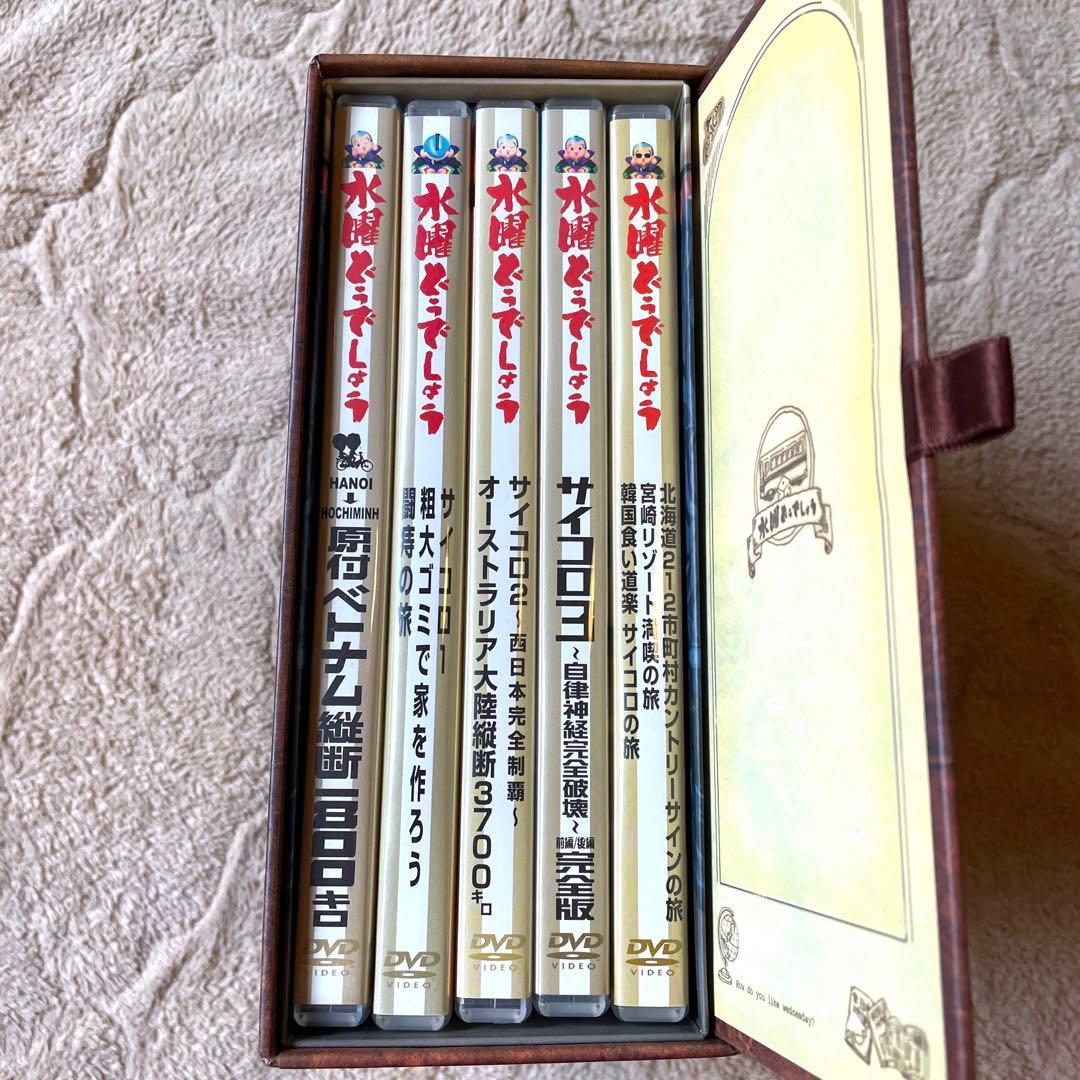 水曜どうでしょう
HANOI
HOCHIMINH
原付ベトナム縦断1800キロ
DVD
VIDEO
水曜どうでしょう
サイコロ1
粗大ゴミで家を作ろう
闘痔の旅
DVD
VIDEO
水曜どうでしょう
サイコロ2〜西日本完全制覇〜
オーストラリア大陸縦断3700キロ
DVD
VIDEO
水曜どうでしょう
サイコロ3
〜自律神経完全破壊〜
前編/後編
完全版
DVD
VIDEO
水曜どうでしょう
北海道212市町村カントリーサインの旅
宮崎リゾート満喫の旅
韓国食い道楽 サイコロの旅
DVD
VIDEO
水曜どうでしょう
How do you like wednesday?